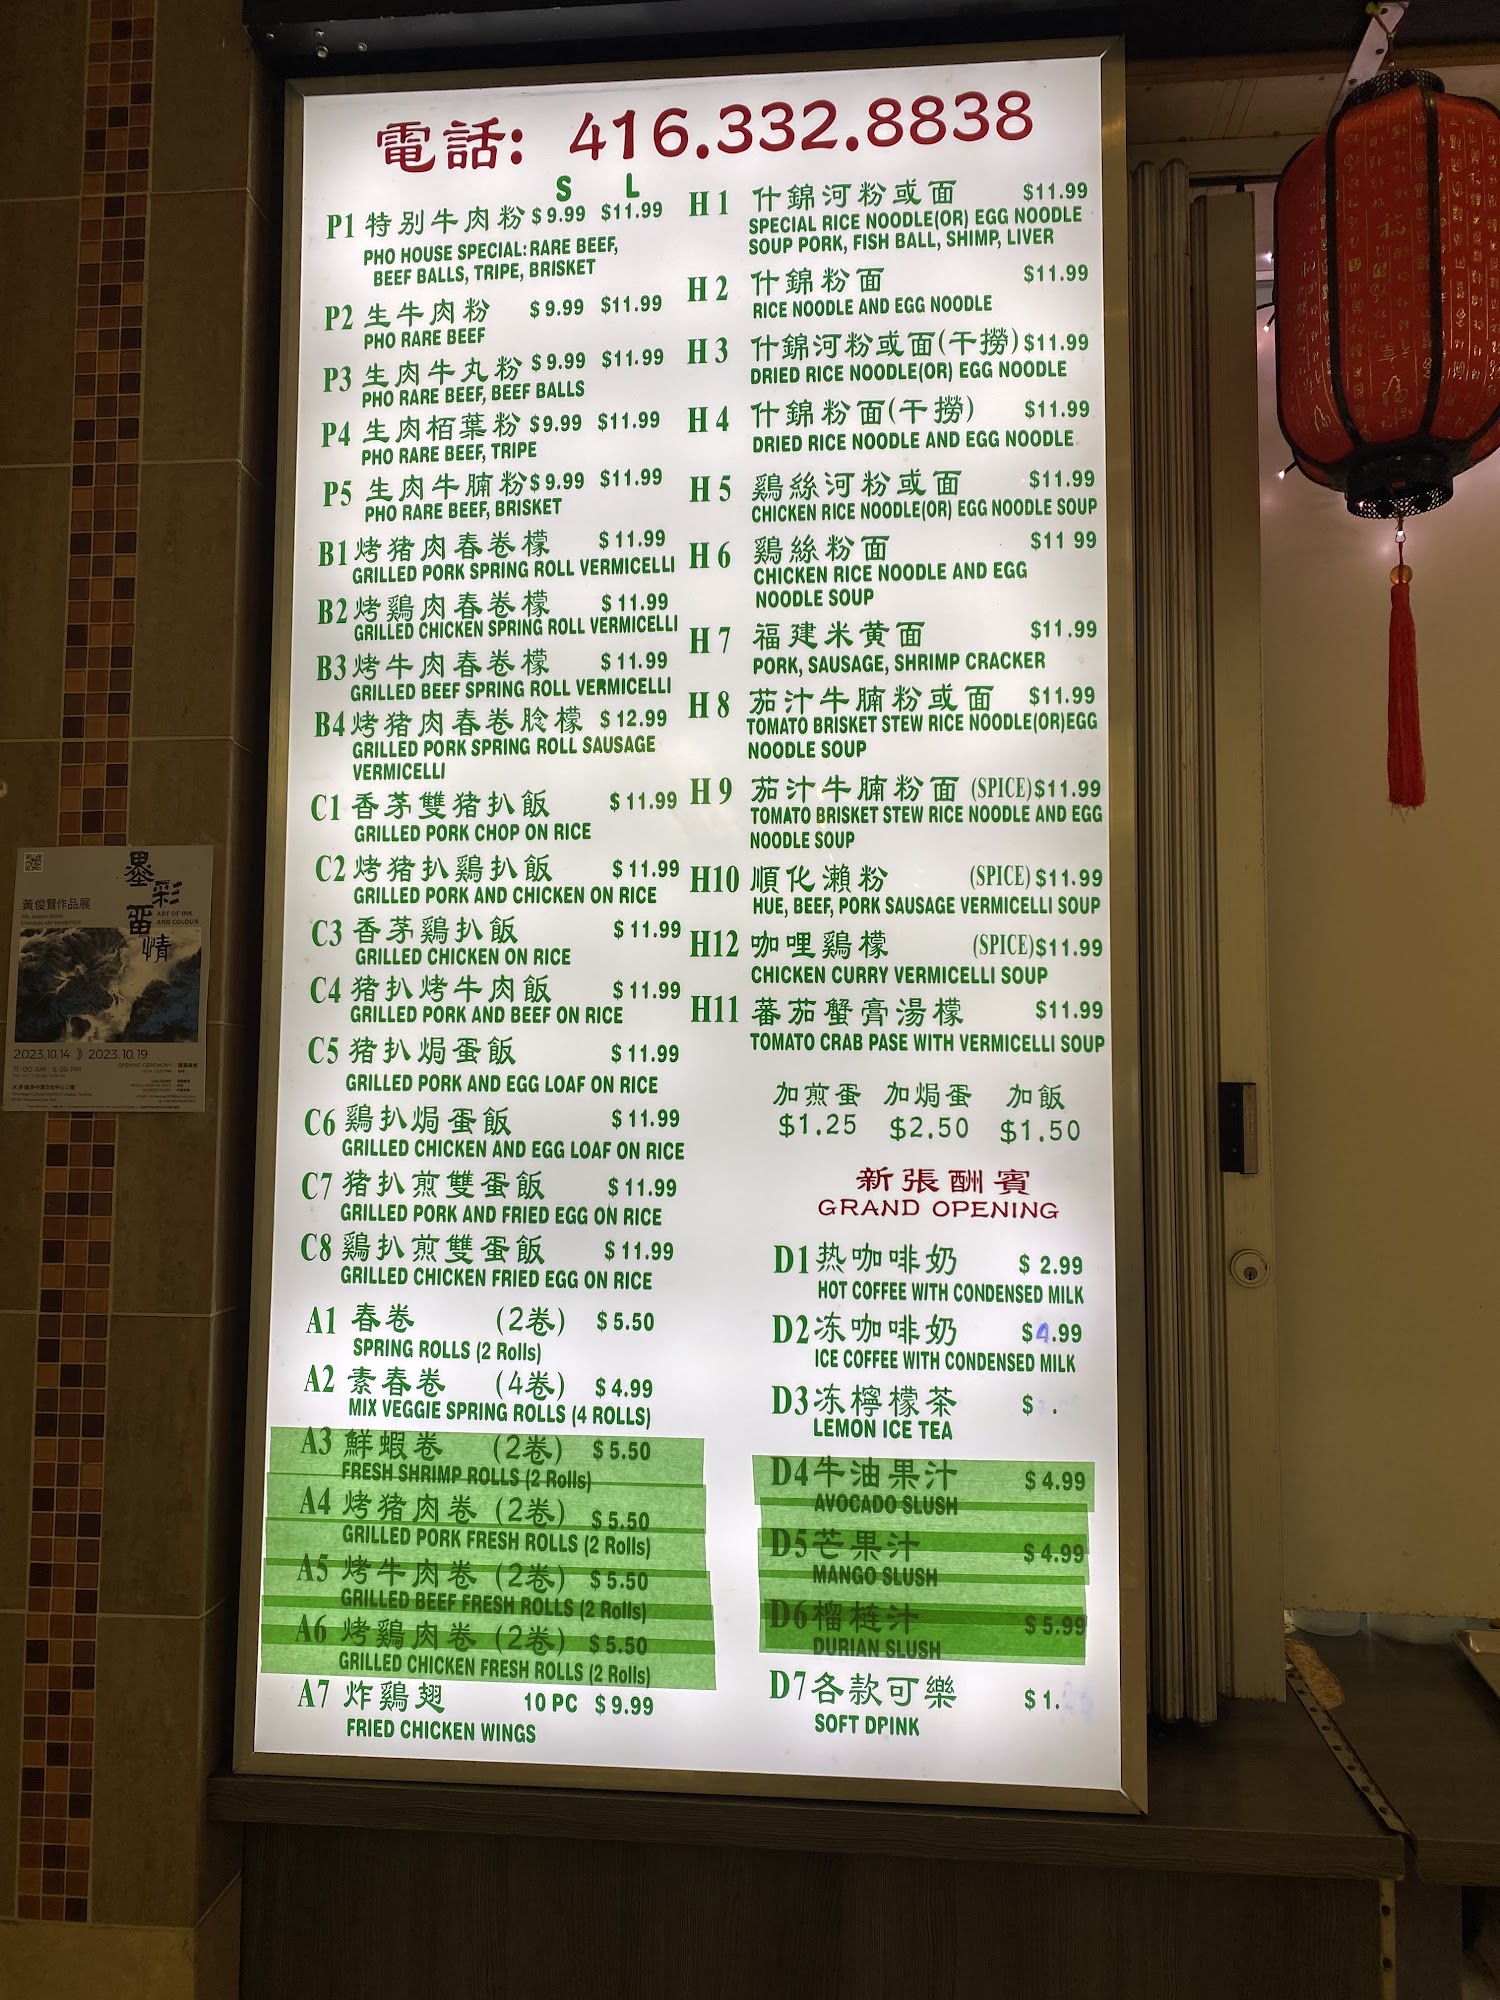 電話: 416.332.8838
S L
P1 特别牛肉粉 $9.99 $11.99
PHO HOUSE SPECIAL: RARE BEEF,
BEEF BALLS, TRIPE, BRISKET
P2 生牛肉粉 $9.99 $11.99
PHO RARE BEEF
P3 生肉牛丸粉 $9.99 $11.99
PHO RARE BEEF, BEEF BALLS
P4 生肉栢葉粉 $9.99 $11.99
PHO RARE BEEF, TRIPE
P5 生肉牛腩粉 $9.99 $11.99
PHO RARE BEEF, BRISKET
B1 烤猪肉春卷檬 $11.99
GRILLED PORK SPRING ROLL VERMICELLI
B2 烤鷄肉春卷檬 $11.99
GRILLED CHICKEN SPRING ROLL VERMICELLI
B3 烤牛肉春卷檬 $11.99
GRILLED BEEF SPRING ROLL VERMICELLI
B4 烤猪肉春卷脍檬 $12.99
GRILLED PORK SPRING ROLL SAUSAGE
VERMICELLI
C1 香茅雙猪扒飯 $11.99
GRILLED PORK CHOP ON RICE
C2 烤猪扒鷄扒飯 $11.99
GRILLED PORK AND CHICKEN ON RICE
C3 香茅鷄扒飯 $11.99
GRILLED CHICKEN ON RICE
C4 猪扒烤牛肉飯 $11.99
GRILLED PORK AND BEEF ON RICE
C5 猪扒焗蛋飯 $11.99
GRILLED PORK AND EGG LOAF ON RICE
C6 鷄扒焗蛋飯 $11.99
GRILLED CHICKEN AND EGG LOAF ON RICE
C7 猪扒煎雙蛋飯 $11.99
GRILLED PORK AND FRIED EGG ON RICE
C8 鷄扒煎雙蛋飯 $11.99
GRILLED CHICKEN FRIED EGG ON RICE
A1 春卷 (2卷) $5.50
SPRING ROLLS (2 Rolls)
A2 素春卷 (4卷) $4.99
MIX VEGGIE SPRING ROLLS (4 ROLLS)
A3 鮮蝦卷 (2卷) $5.50
FRESH SHRIMP ROLLS (2 Rolls)
A4 烤猪肉卷 (2卷) $5.50
GRILLED PORK FRESH ROLLS (2 Rolls)
A5 烤牛肉卷 (2卷) $5.50
GRILLED BEEF FRESH ROLLS (2 Rolls)
A6 烤鷄肉卷 (2卷) $5.50
GRILLED CHICKEN FRESH ROLLS (2 Rolls)
A7 炸鷄翅 10 PC $9.99
FRIED CHICKEN WINGS
H1 什錦河粉或面 $11.99
SPECIAL RICE NOODLE(OR) EGG NOODLE
SOUP PORK, FISH BALL, SHIMP, LIVER
H2 什錦粉面 $11.99
RICE NOODLE AND EGG NOODLE
H3 什錦河粉或面(干撈) $11.99
DRIED RICE NOODLE(OR) EGG NOODLE
H4 什錦粉面(干撈) $11.99
DRIED RICE NOODLE AND EGG NOODLE
H5 鷄絲河粉或面 $11.99
CHICKEN RICE NOODLE(OR) EGG NOODLE SOUP
H6 鷄絲粉面 $11 99
CHICKEN RICE NOODLE AND EGG
NOODLE SOUP
H7 福建米黄面 $11.99
PORK, SAUSAGE, SHRIMP CRACKER
H8 茄汁牛腩粉或面 $11.99
TOMATO BRISKET STEW RICE NOODLE(OR)EGG
NOODLE SOUP
H9 茄汁牛腩粉面 (SPICE) $11.99
TOMATO BRISKET STEW RICE NOODLE AND EGG
NOODLE SOUP
H10 順化瀨粉 (SPICE) $11.99
HUE, BEEF, PORK SAUSAGE VERMICELLI SOUP
H12 咖哩鷄檬 (SPICE) $11.99
CHICKEN CURRY VERMICELLI SOUP
H11 蕃茄蟹膏湯檬 $11.99
TOMATO CRAB PASE WITH VERMICELLI SOUP
加煎蛋 加焗蛋 加飯
$1.25 $2.50 $1.50
新張酬賓
GRAND OPENING
D1 热咖啡奶 $2.99
HOT COFFEE WITH CONDENSED MILK
D2 冻咖啡奶 $4.99
ICE COFFEE WITH CONDENSED MILK
D3 冻檸檬茶 $ .
LEMON ICE TEA
D4 牛油果汁 $4.99
AVOCADO SLUSH
D5 芒果汁 $4.99
MANGO SLUSH
D6 榴梿汁 $5.99
DURIAN SLUSH
D7 各款可樂 $1.
SOFT DPINK
墨彩
黃俊賢作品展
ART OF INK
AND COLOUR
2023.10.14 》 2023.10.19
11:00 AM - 6:00 PM